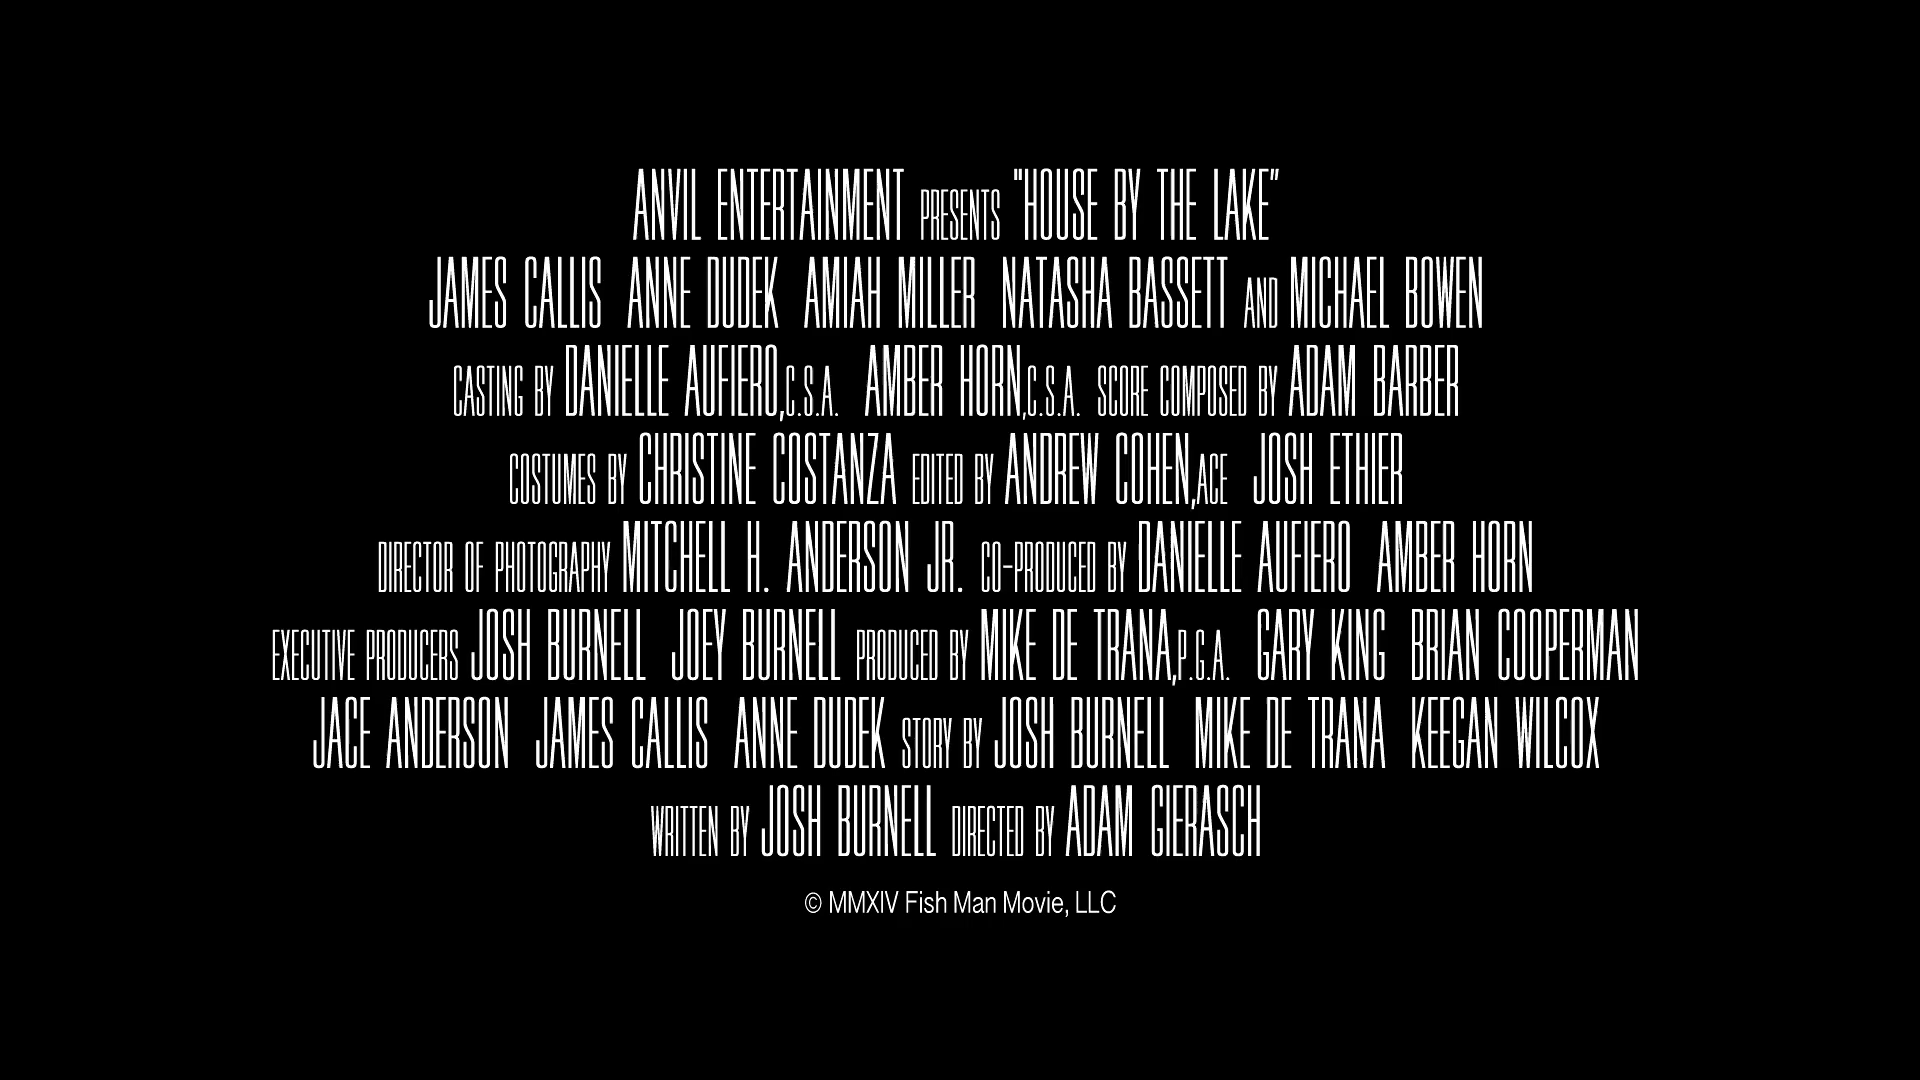 ANVIL ENTERTAINMENT PRESENTS "HOUSE BY THE LAKE"
JAMES CALLIS ANNE DUDEK AMIAH MILLER NATASHA BASSETT AND MICHAEL BOWEN
CASTING BY DANIELLE AUFIERO,C.S.A. AMBER HORN,C.S.A. SCORE COMPOSED BY ADAM BARBER
COSTUMES BY CHRISTINE COSTANZA EDITED BY ANDREW COHEN,ACE JOSH ETHIER
DIRECTOR OF PHOTOGRAPHY MITCHELL H. ANDERSON JR. CO-PRODUCED BY DANIELLE AUFIERO AMBER HORN
EXECUTIVE PRODUCERS JOSH BURNELL JOEY BURNELL PRODUCED BY MIKE DE TRANA,P.G.A. GARY KING BRIAN COOPERMAN
JACE ANDERSON JAMES CALLIS ANNE DUDEK STORY BY JOSH BURNELL MIKE DE TRANA KEEGAN WILCOX
WRITTEN BY JOSH BURNELL DIRECTED BY ADAM GIERASCH
© MMXIV Fish Man Movie, LLC